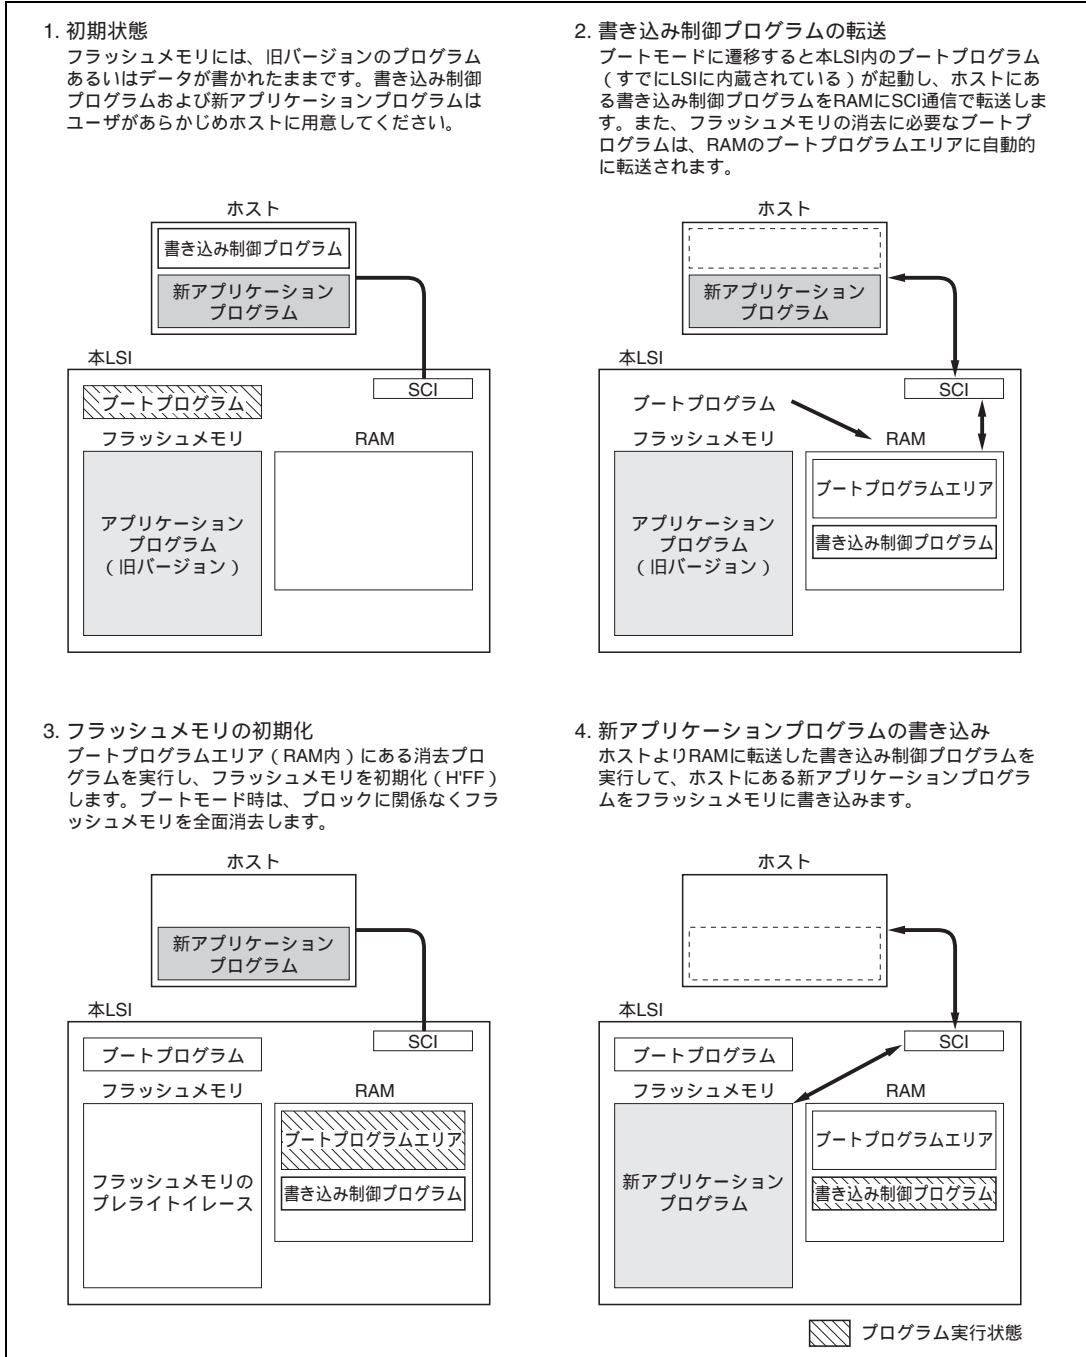 1. 初期状態
フラッシュメモリには、旧バージョンのプログラム
あるいはデータが書かれたままです。書き込み制御
プログラムおよび新アプリケーションプログラムは
ユーザがあらかじめホストに用意してください。
ホスト
書き込み制御プログラム
新アプリケーション
プログラム
本LSI
SCI
ブートプログラム
フラッシュメモリ
RAM
アプリケーション
プログラム
(旧バージョン)
2. 書き込み制御プログラムの転送
ブートモードに遷移すると本LSI内のブートプログラム
(すでにLSIに内蔵されている)が起動し、ホストにあ
る書き込み制御プログラムをRAMにSCI通信で転送しま
す。また、フラッシュメモリの消去に必要なブートプ
ログラムは、RAMのブートプログラムエリアに自動的
に転送されます。
ホスト
新アプリケーション
プログラム
本LSI
SCI
ブートプログラム
フラッシュメモリ
RAM
ブートプログラムエリア
アプリケーション
プログラム
(旧バージョン)
書き込み制御プログラム
3. フラッシュメモリの初期化
ブートプログラムエリア(RAM内)にある消去プロ
グラムを実行し、フラッシュメモリを初期化(H'FF)
します。ブートモード時は、ブロックに関係なくフラ
ッシュメモリを全面消去します。
ホスト
新アプリケーション
プログラム
本LSI
SCI
ブートプログラム
フラッシュメモリ
RAM
ブートプログラムエリア
フラッシュメモリの
プレライトイレース
書き込み制御プログラム
4. 新アプリケーションプログラムの書き込み
ホストよりRAMに転送した書き込み制御プログラムを
実行して、ホストにある新アプリケーションプログラ
ムをフラッシュメモリに書き込みます。
ホスト
本LSI
SCI
ブートプログラム
フラッシュメモリ
RAM
ブートプログラムエリア
新アプリケーション
プログラム
書き込み制御プログラム
プログラム実行状態